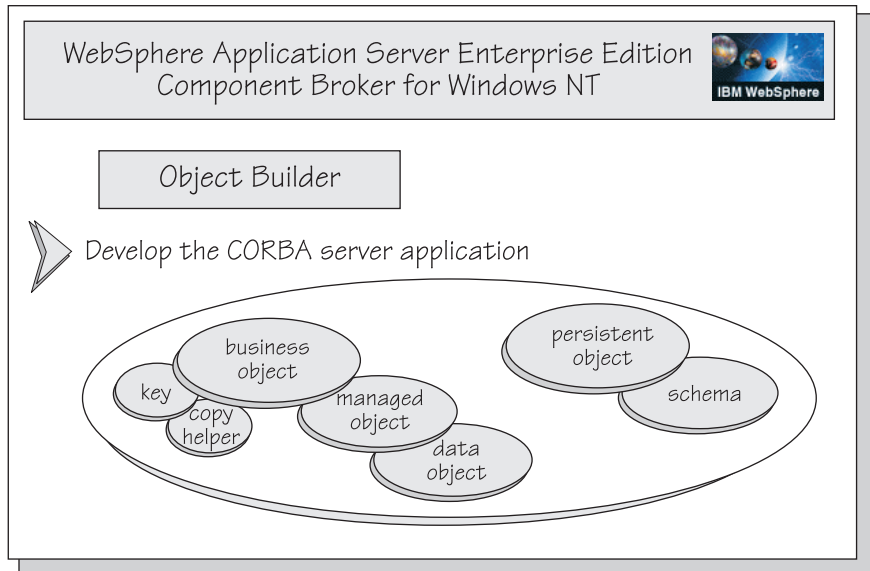 WebSphere Application Server Enterprise Edition
Component Broker for Windows NT
IBM WebSphere
Object Builder
Develop the CORBA server application
business
object
persistent
object
key
managed
object
schema
copy
helper
data
object